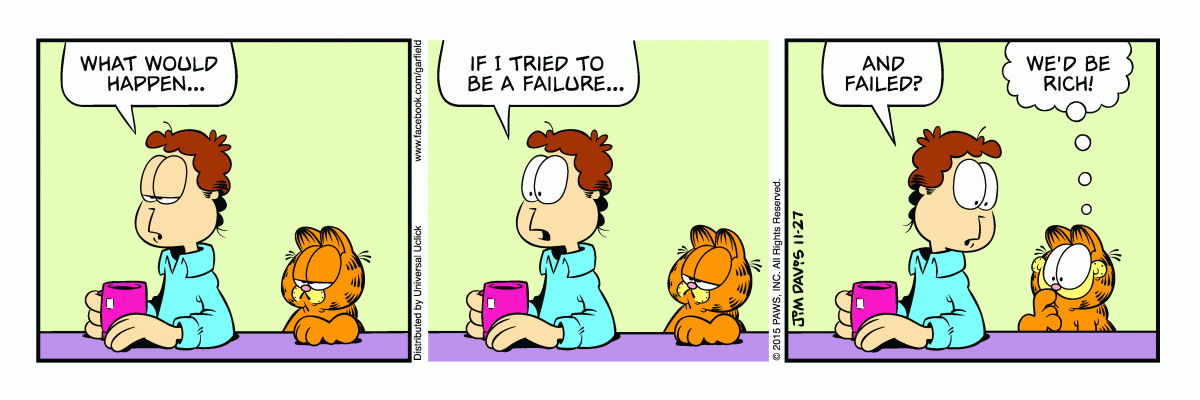 WHAT WOULD
HAPPEN...
www.facebook.com/garfield
Distributed by Universal Uclick
IF I TRIED TO
BE A FAILURE...
© 2015 PAWS, INC. All Rights Reserved.
JIM DAVIS 11-27
AND
FAILED?
WE'D BE
RICH!